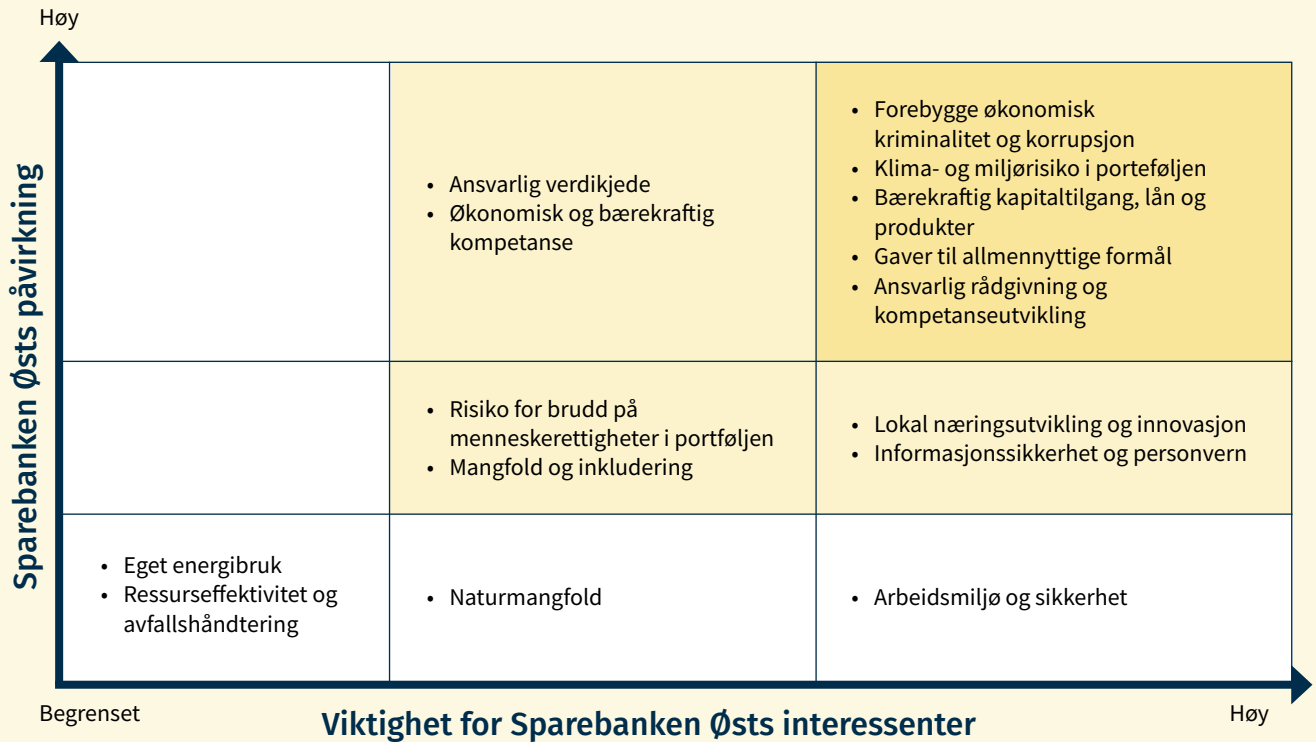 Høy
Sparebanken Østs påvirkning
• Ansvarlig verdikjede
• Økonomisk og bærekraftig
kompetanse
• Forebygge økonomisk
kriminalitet og korrupsjon
• Klima- og miljørisiko i porteføljen
• Bærekraftig kapitaltilgang, lån og
produkter
• Gaver til allmennyttige formål
• Ansvarlig rådgivning og
kompetanseutvikling
• Risiko for brudd på
menneskerettigheter i portføljen
• Mangfold og inkludering
• Lokal næringsutvikling og innovasjon
• Informasjonssikkerhet og personvern
• Eget energibruk
• Ressurseffektivitet og
avfallshåndtering
• Naturmangfold
• Arbeidsmiljø og sikkerhet
Begrenset
Viktighet for Sparebanken Østs interessenter
Høy